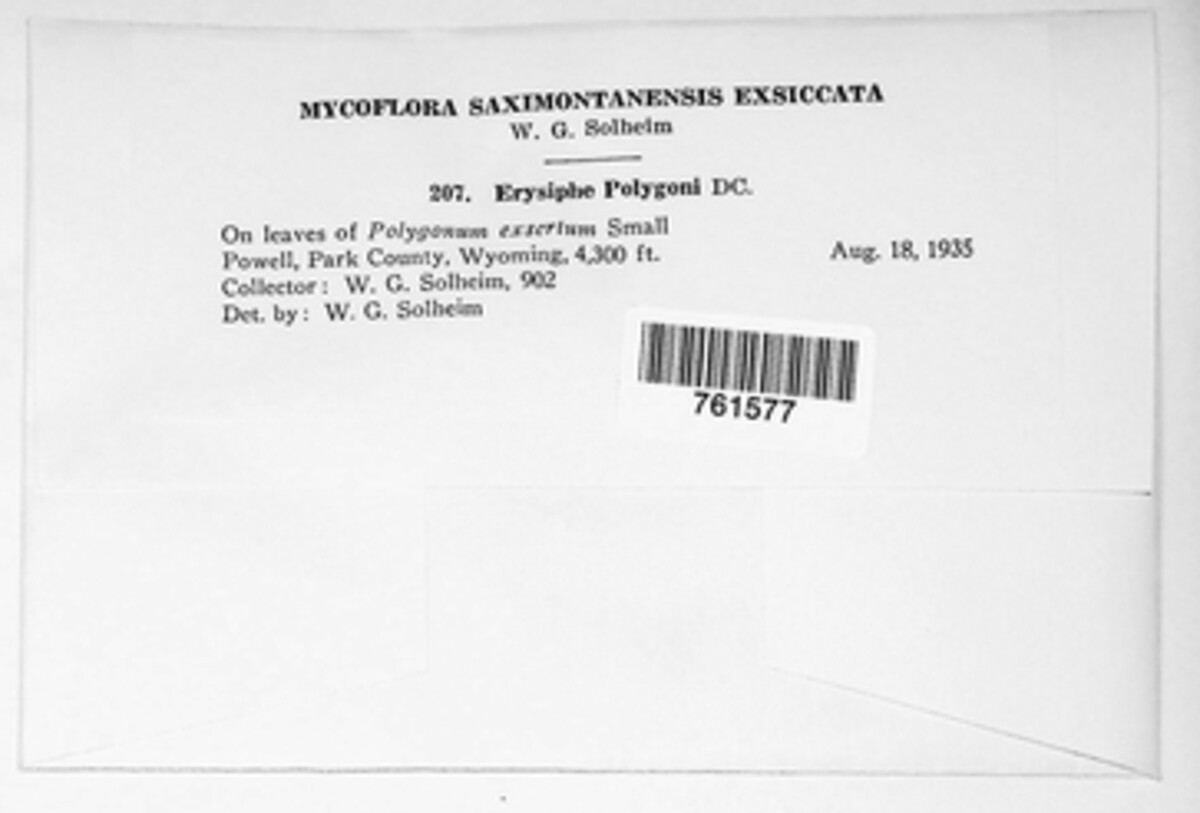 MYCOFLORA SAXIMONTANENSIS EXSICCATA
W. G. Solheim
207. Erysiphe Polygoni DC.
On leaves of Polygonum exsertum Small
Powell, Park County, Wyoming, 4,300 ft. Aug. 18, 1935
Collector: W. G. Solheim, 902
Det. by: W. G. Solheim
761577